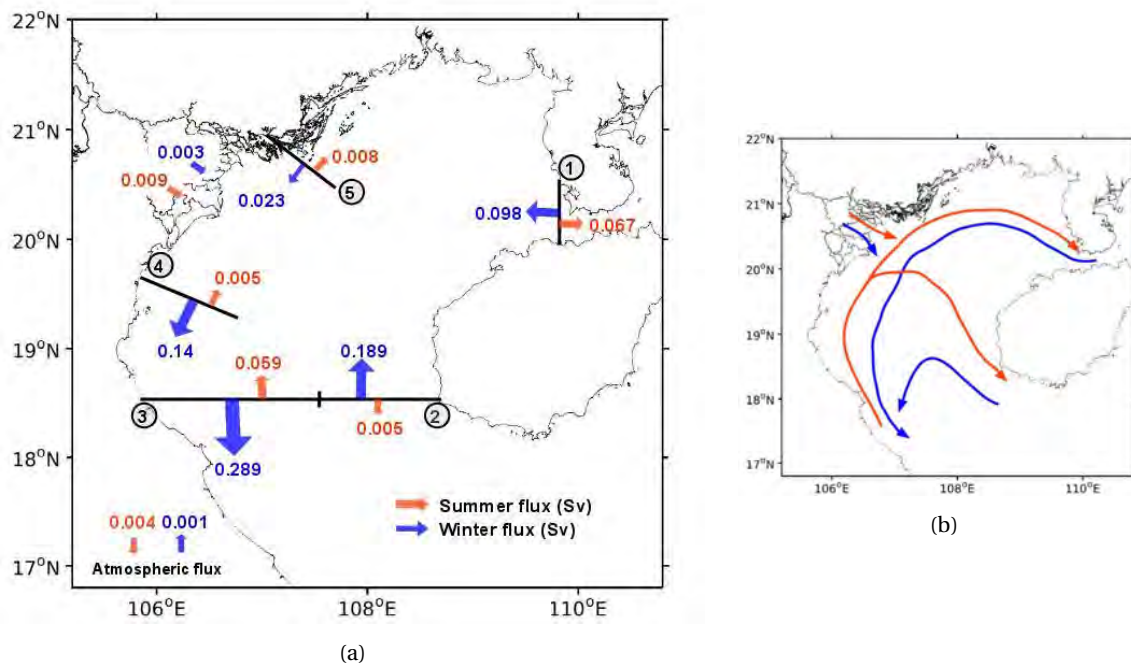 22°N
21°N
20°N
19°N
18°N
17°N
106°E
108°E
110°E
0.003
0.009
0.023
0.008
5
1
0.098
0.067
4
0.005
0.14
0.059
0.189
3
2
0.005
0.289
Summer flux (Sv)
Winter flux (Sv)
0.004
0.001
Atmospheric flux
(a)
22°N
21°N
20°N
19°N
18°N
17°N
106°E
108°E
110°E
(b)